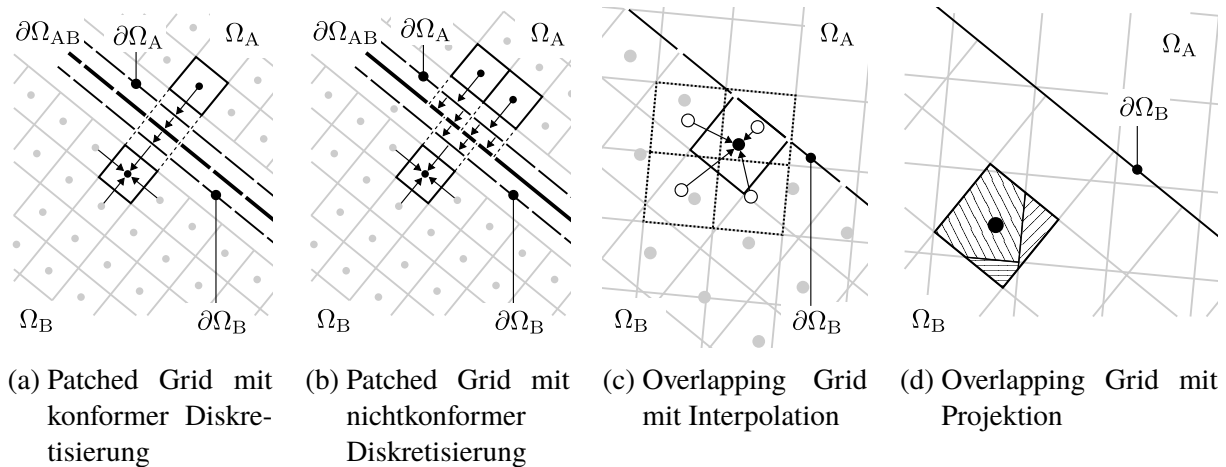 ∂Ω_AB ∂Ω_A Ω_A
Ω_B ∂Ω_B
(a) Patched Grid mit
konformer Diskre-
tisierung
∂Ω_AB ∂Ω_A Ω_A
Ω_B ∂Ω_B
(b) Patched Grid mit
nichtkonformer
Diskretisierung
Ω_A
Ω_B ∂Ω_B
(c) Overlapping Grid
mit Interpolation
Ω_A
∂Ω_B
Ω_B
(d) Overlapping Grid mit
Projektion